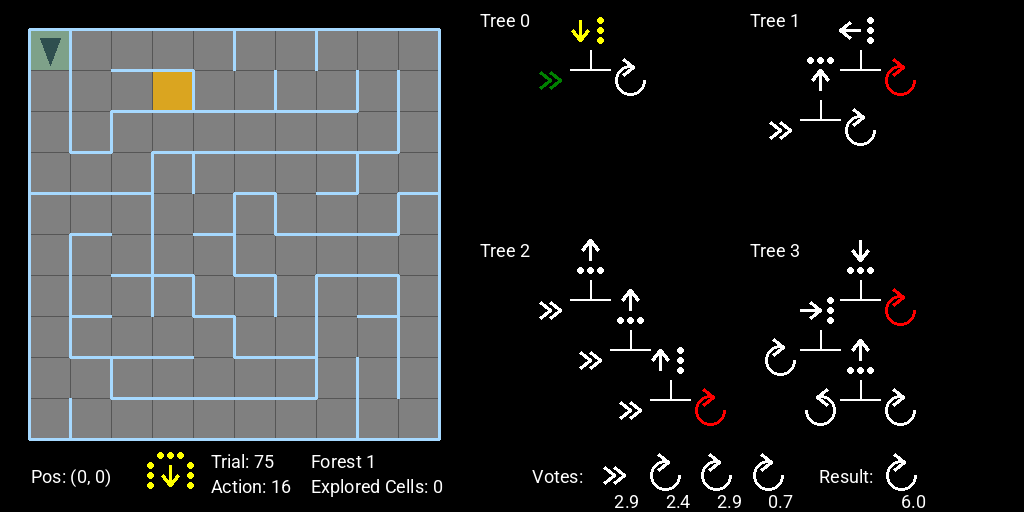 Tree 0
Tree 1
Tree 2
Tree 3
Pos: (0, 0)
Trial: 75
Forest 1
Action: 16
Explored Cells: 0
Votes:
2.9
2.4
2.9
0.7
Result:
6.0